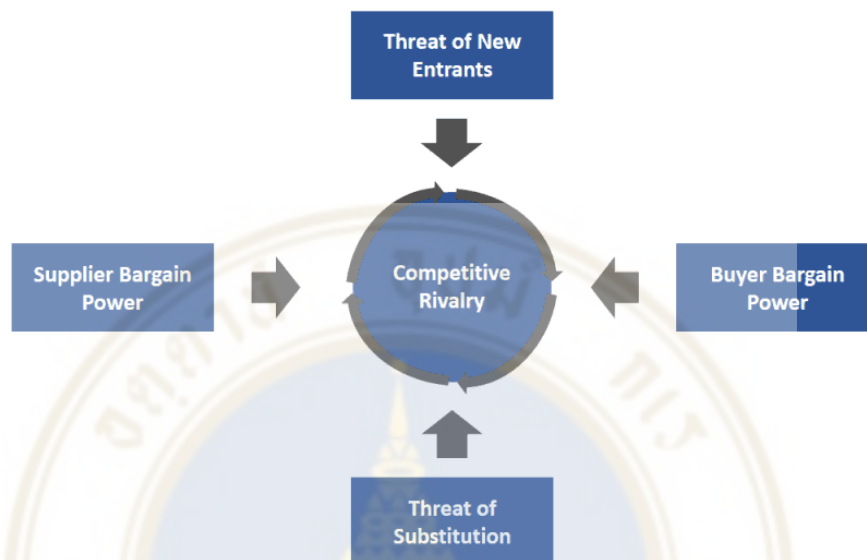 Threat of New
Entrants
Supplier Bargain
Power
Competitive
Rivalry
Buyer Bargain
Power
Threat of
Substitution